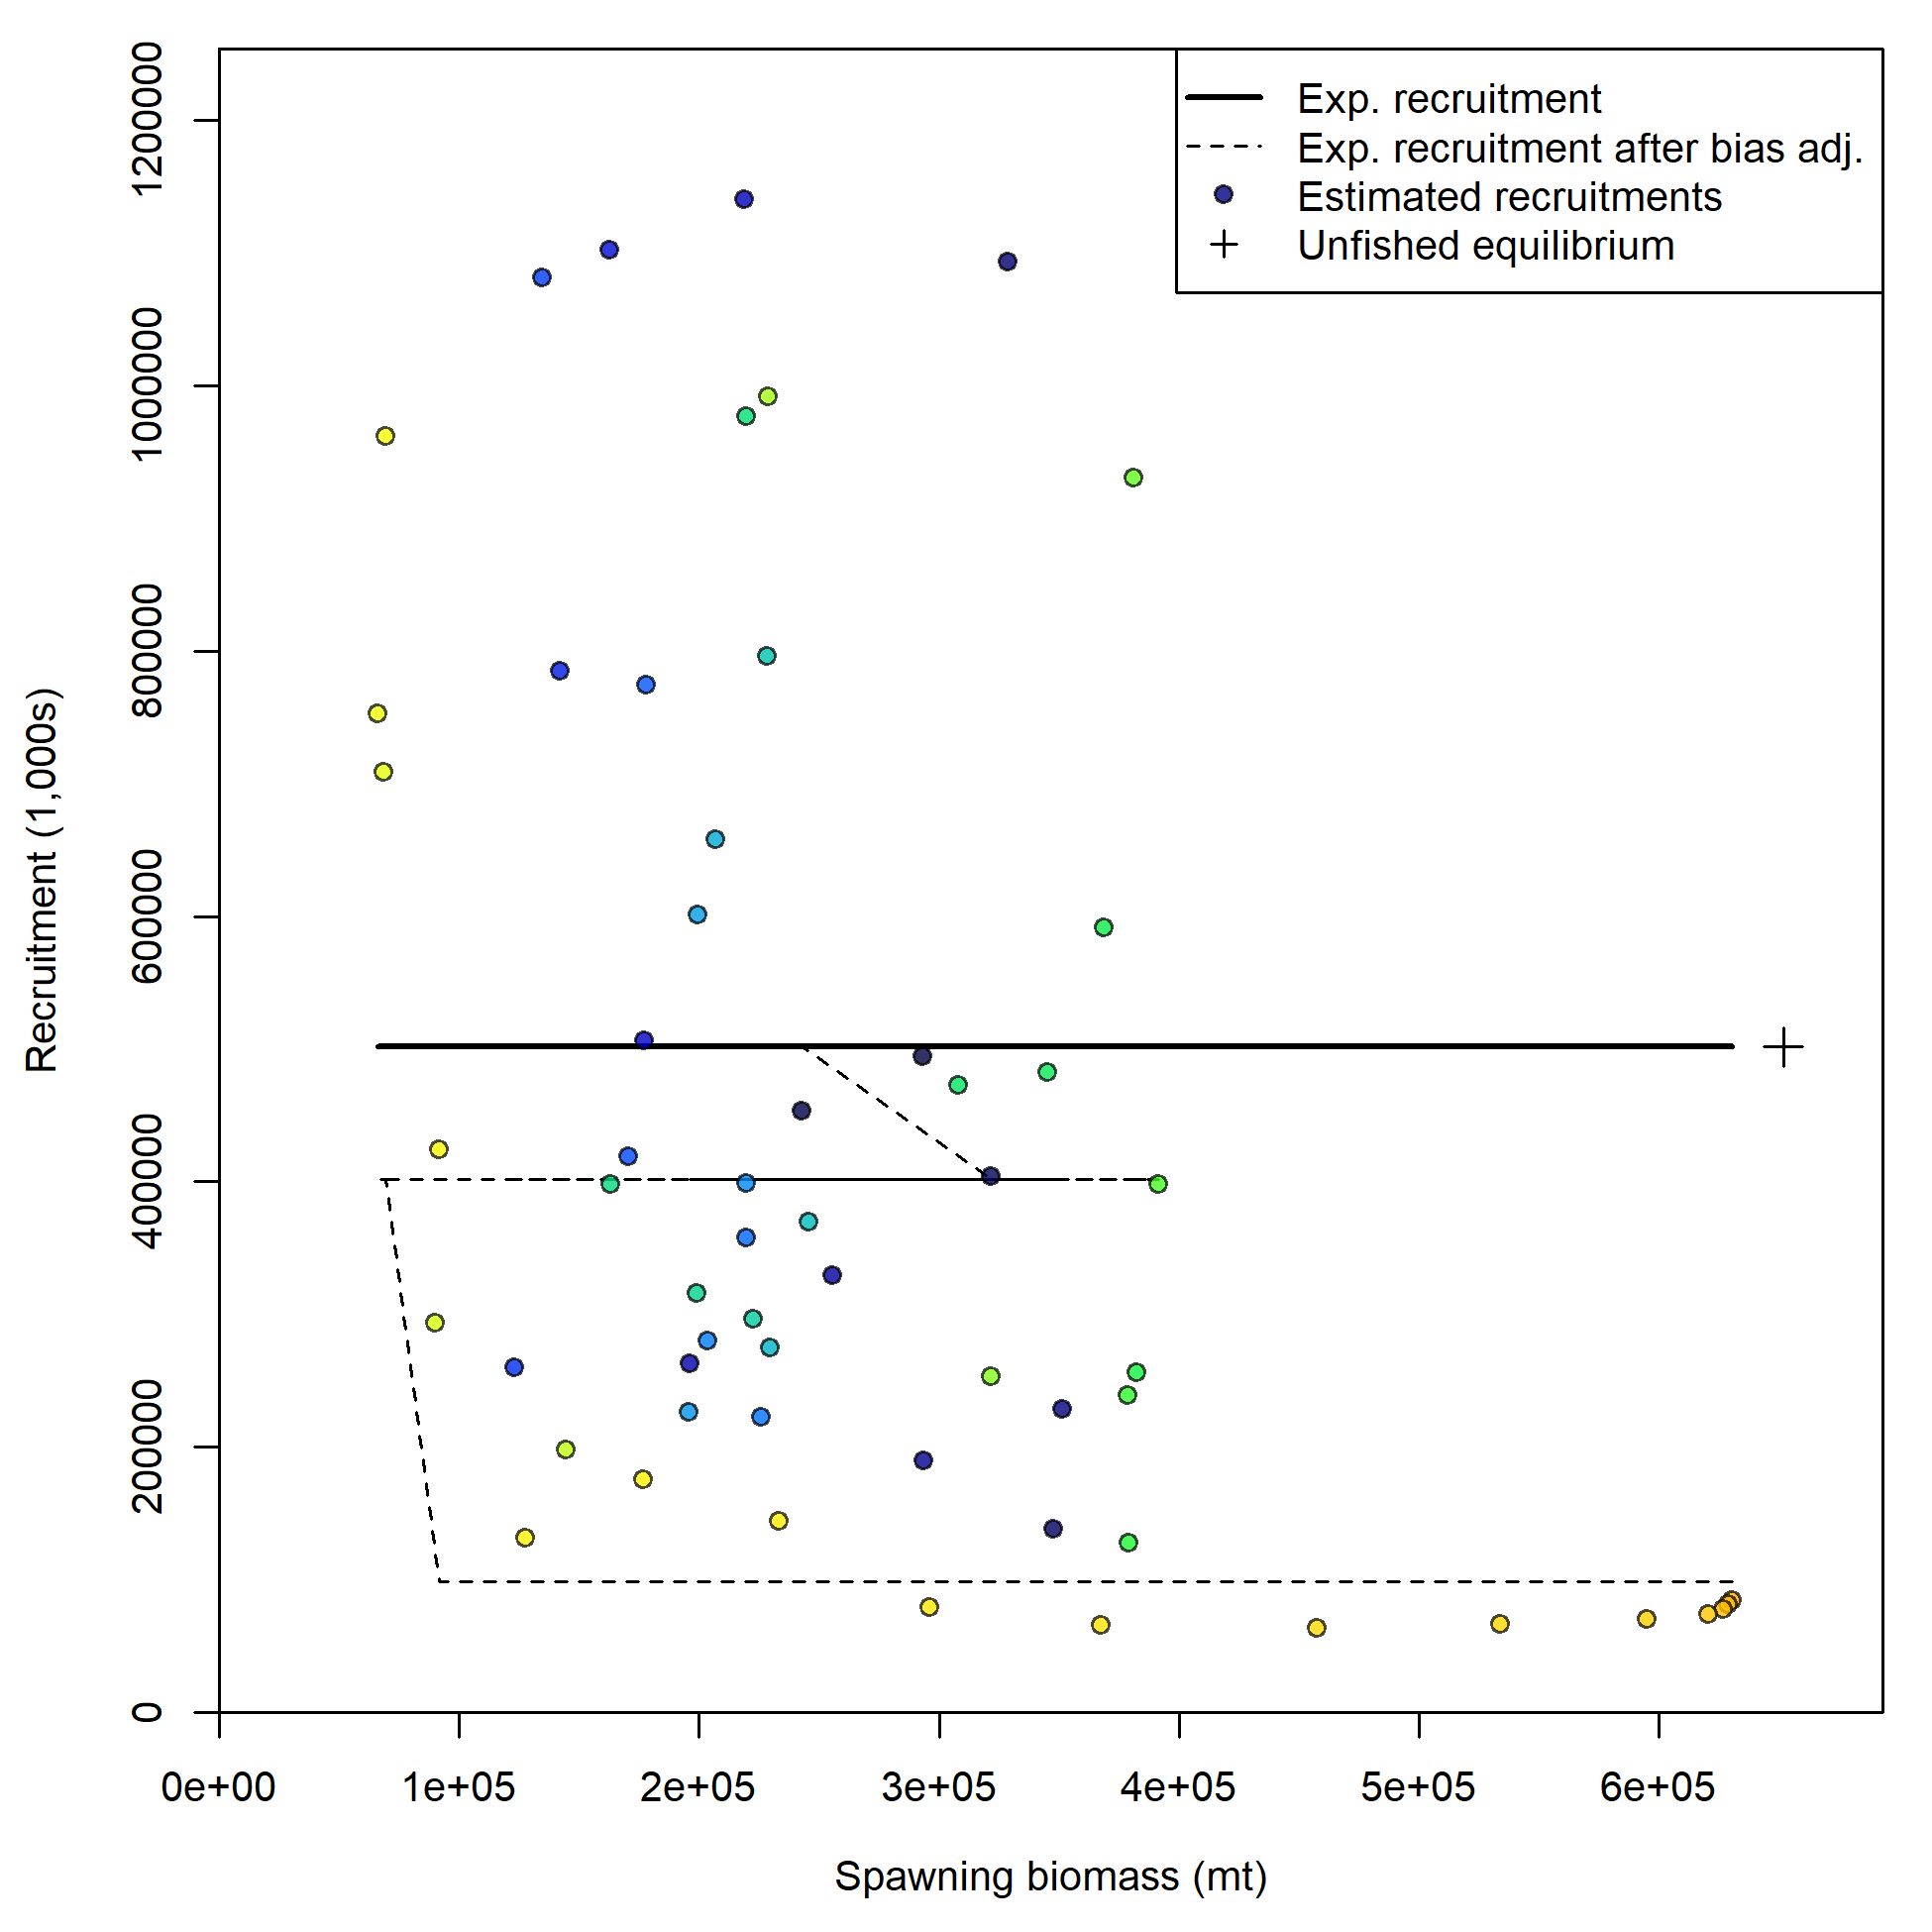 Exp. recruitment
Exp. recruitment after bias adj.
Estimated recruitments
Unfished equilibrium
1200000
1000000
800000
600000
400000
200000
0
Recruitment (1,000s)
0e+00 1e+05 2e+05 3e+05 4e+05 5e+05 6e+05
Spawning biomass (mt)